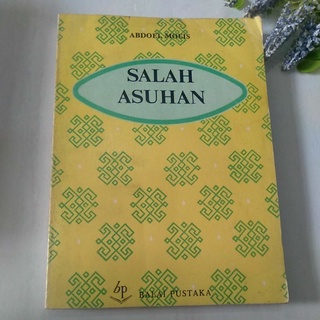 ABDOEL MOEIS
SALAH
ASUHAN
bp
BALAI PUSTAKA